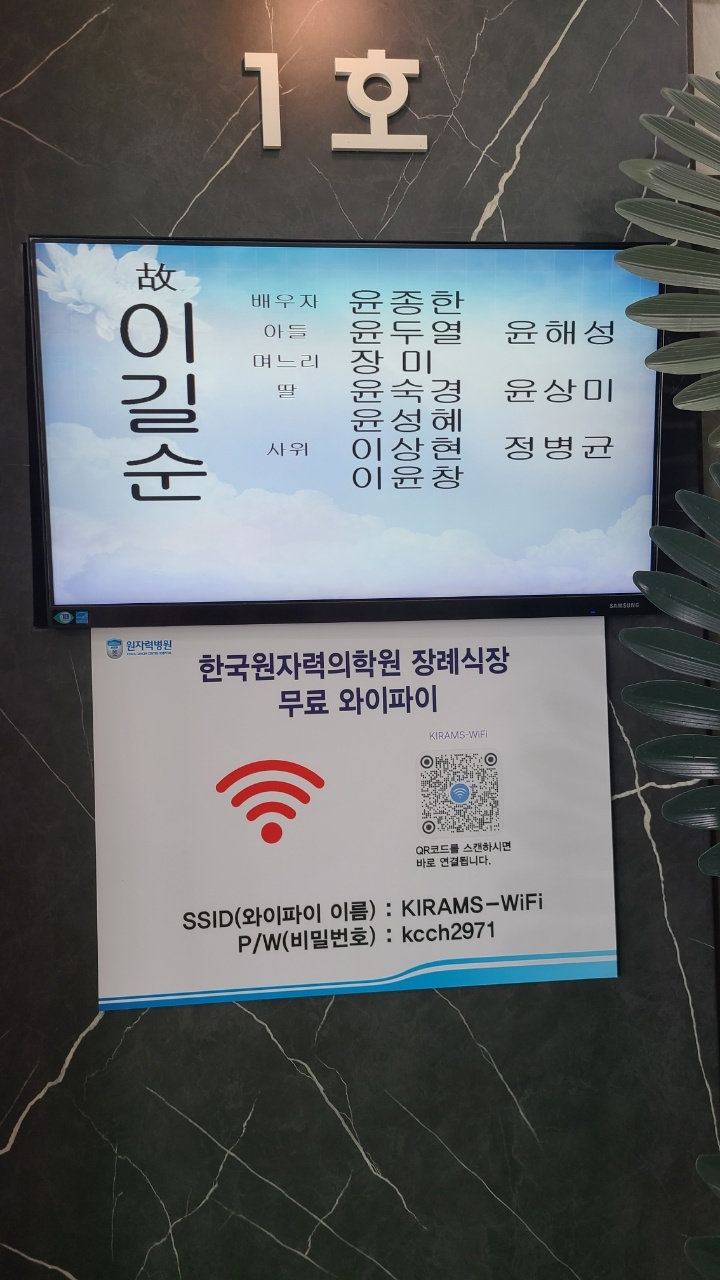 1호
故
이길순
배우자 윤종한
아들 윤두열 윤해성
며느리 장 미
딸 윤숙경 윤상미
윤성혜
사위 이상현 정병균
이윤창
SAMSUNG
원자력병원
한국원자력의학원 장례식장
무료 와이파이
KIRAMS-WiFi
QR코드를 스캔하시면
바로 연결됩니다.
SSID(와이파이 이름) : KIRAMS-WiFi
P/W(비밀번호) : kcch2971